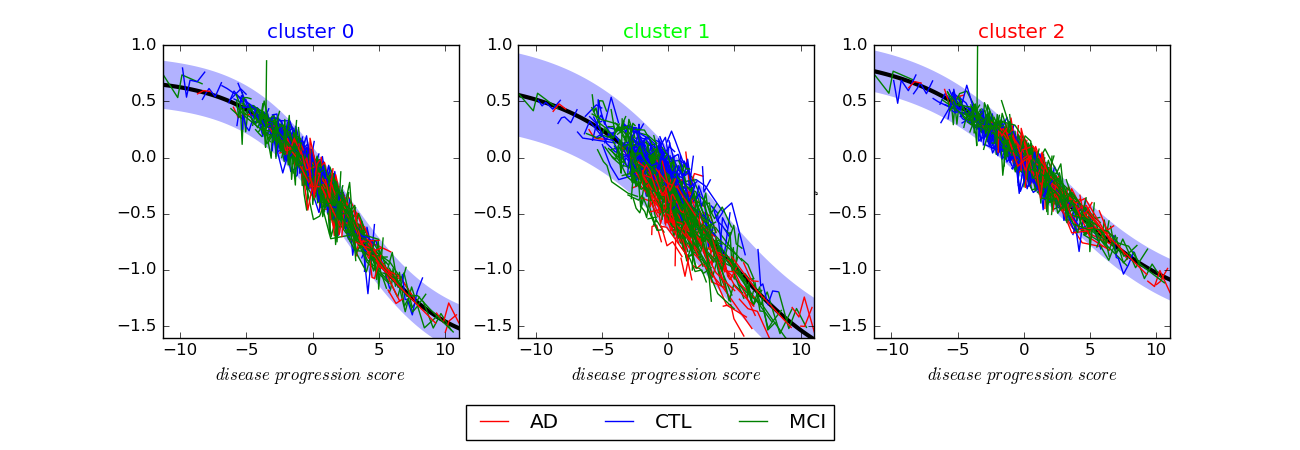 cluster 0 cluster 1 cluster 2
1.0 1.0 1.0
0.5 0.5 0.5
0.0 0.0 0.0
−0.5 −0.5 −0.5
−1.0 −1.0 −1.0
−1.5 −1.5 −1.5
−10 −5 0 5 10 −10 −5 0 5 10 −10 −5 0 5 10
disease progression score disease progression score disease progression score
AD CTL MCI